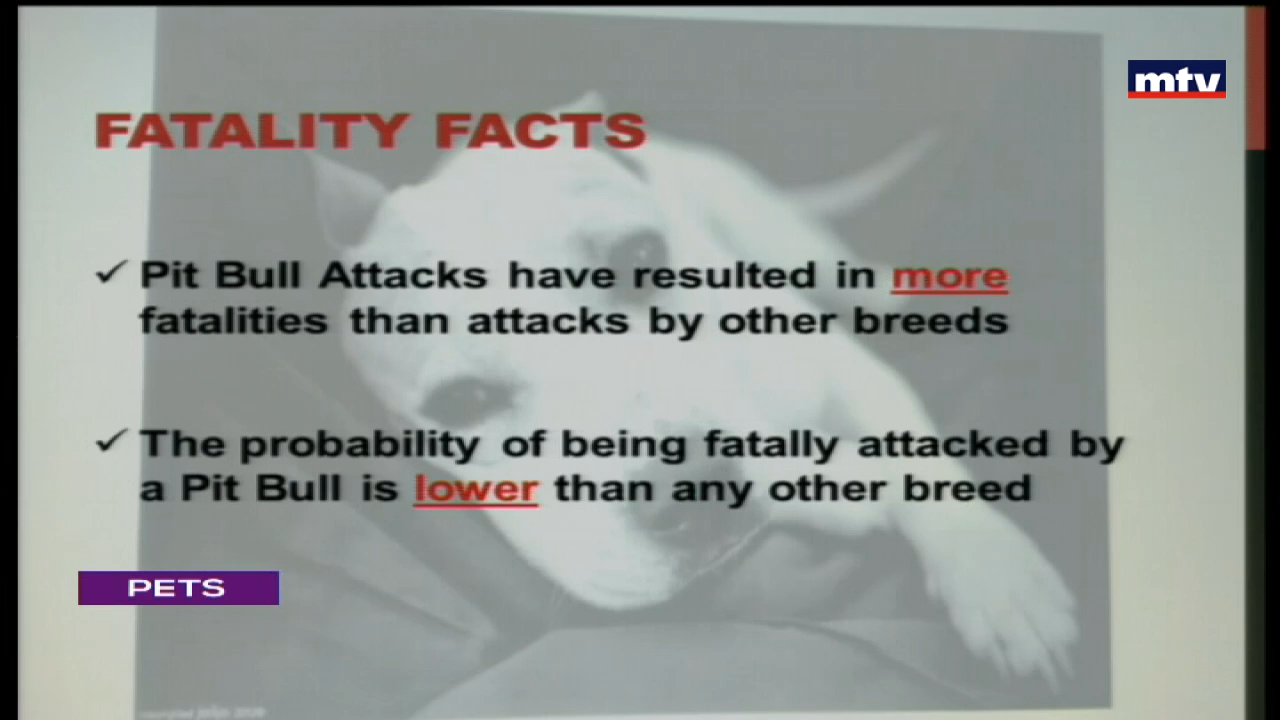 mtv
FATALITY FACTS
✓ Pit Bull Attacks have resulted in more
fatalities than attacks by other breeds
✓ The probability of being fatally attacked by
a Pit Bull is lower than any other breed
PETS